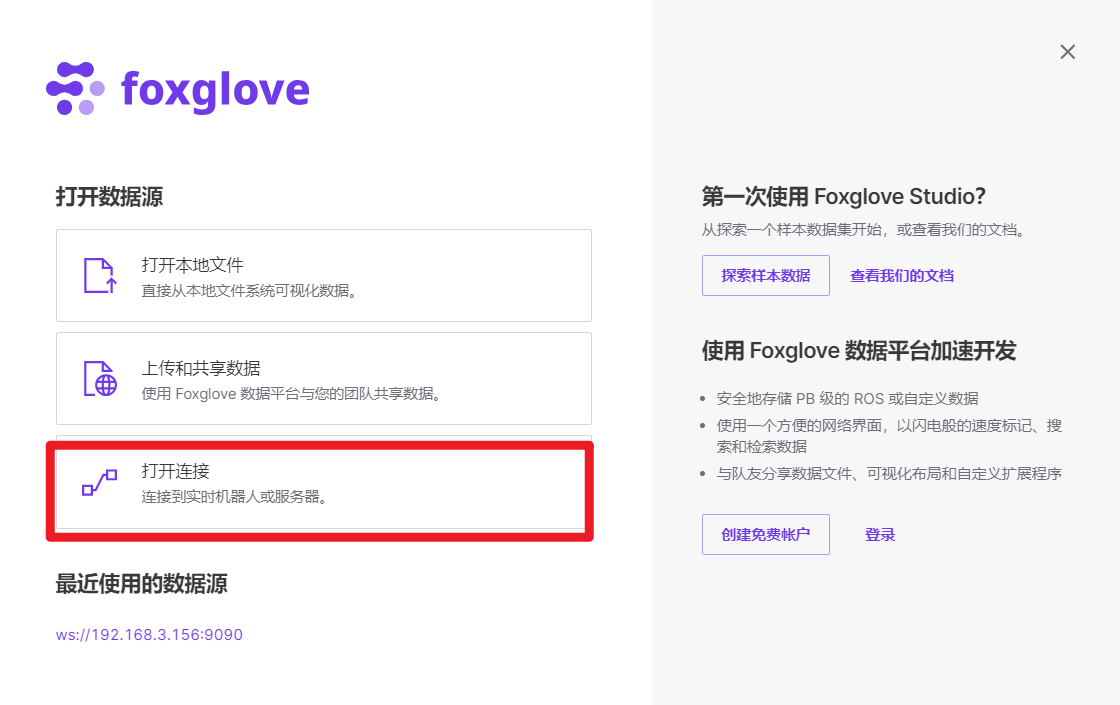 foxglove
打开数据源
打开本地文件
直接从本地文件系统可视化数据。
上传和共享数据
使用 Foxglove 数据平台与您的团队共享数据。
打开连接
连接到实时机器人或服务器。
最近使用的数据源
ws://192.168.3.156:9090
第一次使用 Foxglove Studio?
从探索一个样本数据集开始，或查看我们的文档。
探索样本数据 查看我们的文档
使用 Foxglove 数据平台加速开发
• 安全地存储 PB 级的 ROS 或自定义数据
• 使用一个方便的网络界面，以闪电般的速度标记、搜
索和检索数据
• 与队友分享数据文件、可视化布局和自定义扩展程序
创建免费帐户 登录